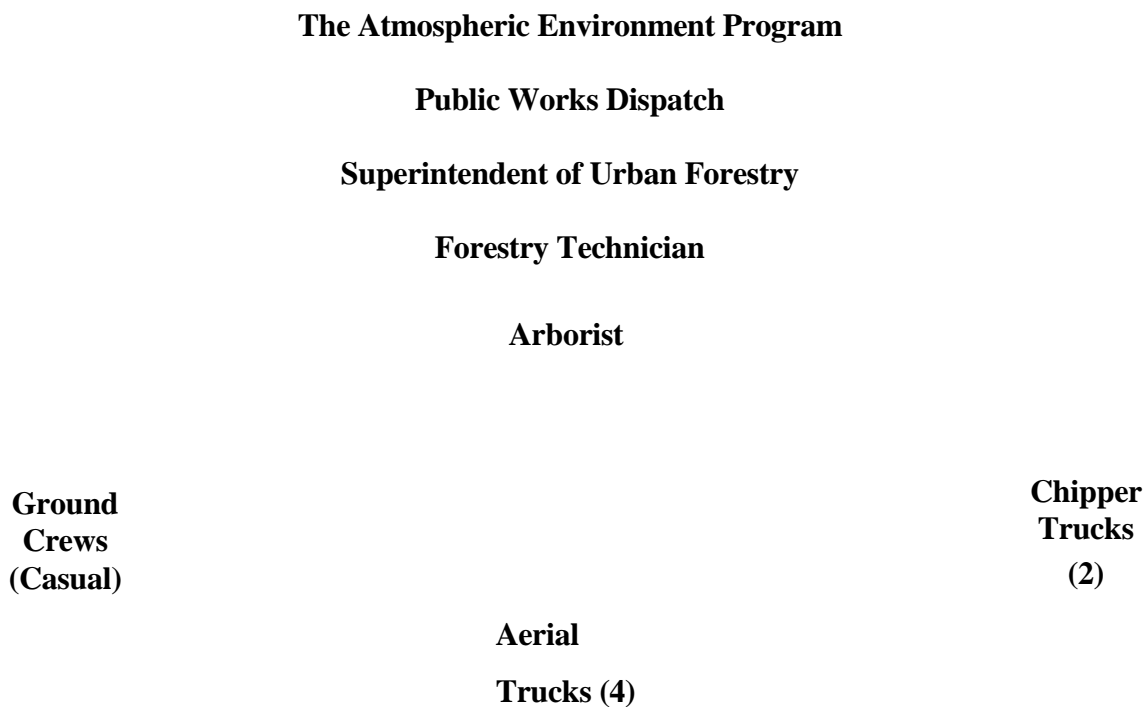 The Atmospheric Environment Program
Public Works Dispatch
Superintendent of Urban Forestry
Forestry Technician
Arborist
Ground
Crews
(Casual)
Chipper
Trucks
(2)
Aerial
Trucks (4)